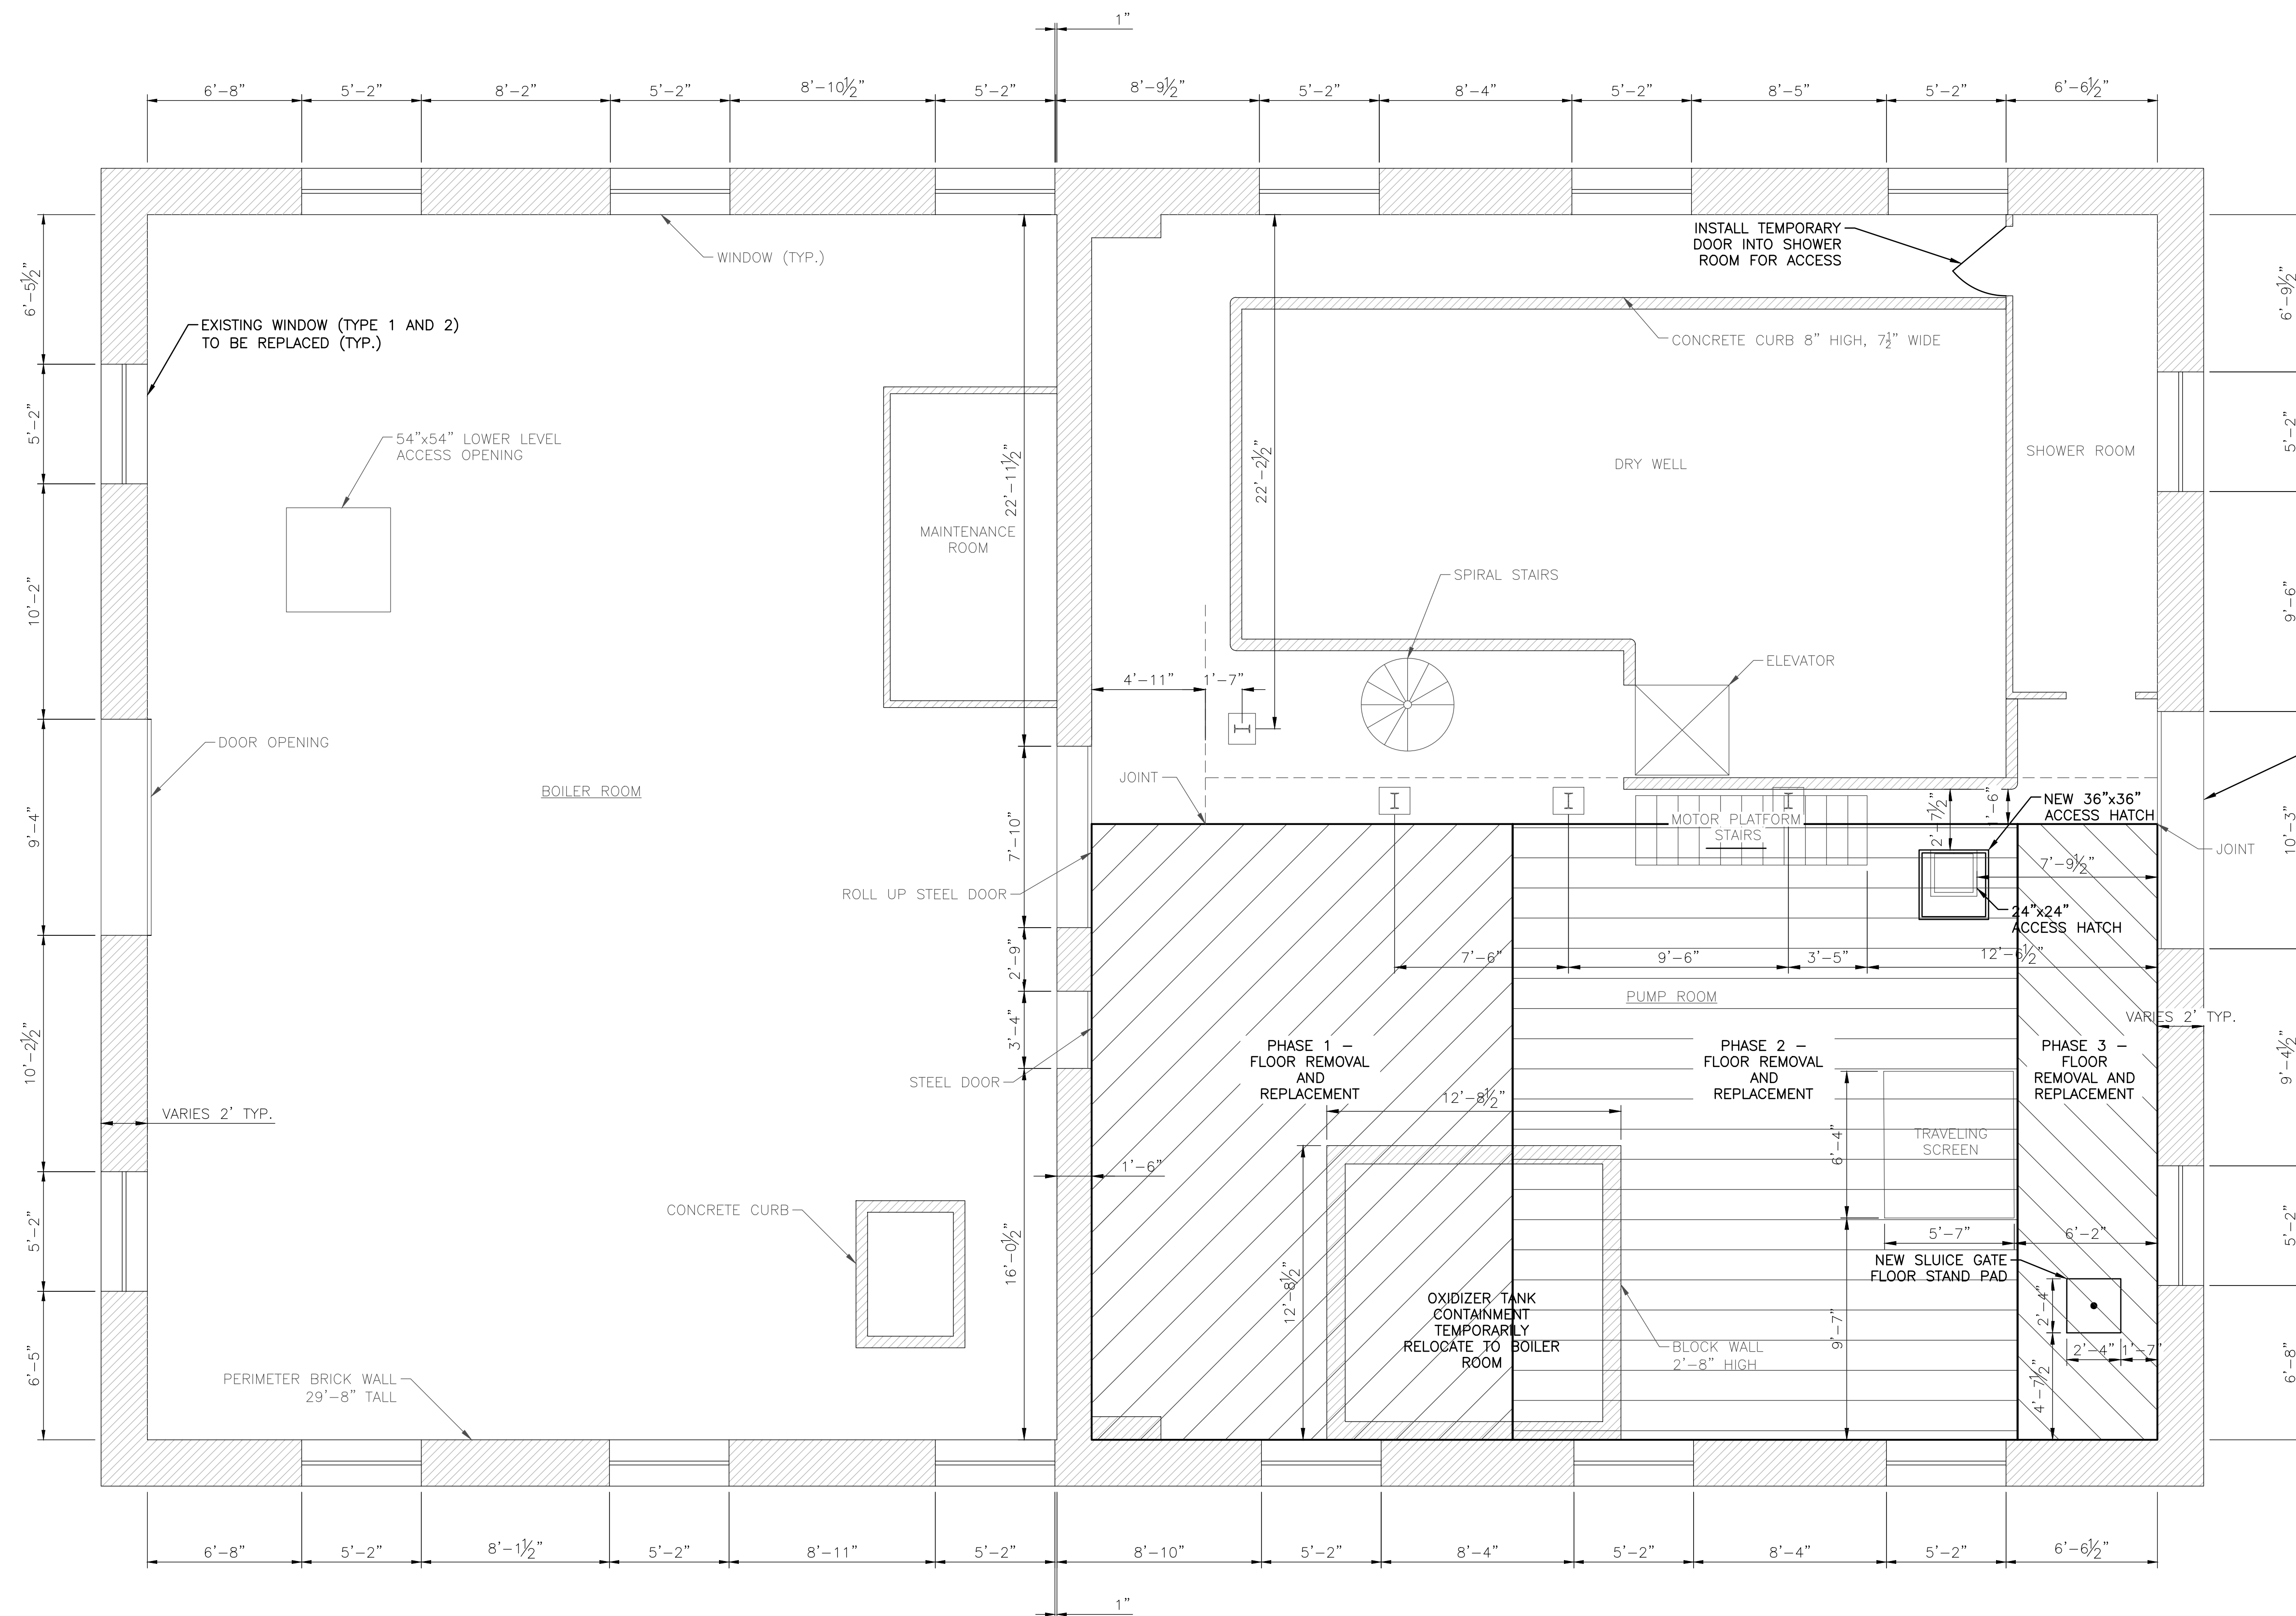 1"
6'-8"
5'-2"
8'-2"
5'-2"
8'-10½"
5'-2"
8'-9½"
5'-2"
8'-4"
5'-2"
8'-5"
5'-2"
6'-6½"
WINDOW (TYP.)
INSTALL TEMPORARY
DOOR INTO SHOWER
ROOM FOR ACCESS
6'-5½"
6'-9½"
EXISTING WINDOW (TYPE 1 AND 2)
TO BE REPLACED (TYP.)
CONCRETE CURB 8" HIGH, 7½" WIDE
5'-2"
54"x54" LOWER LEVEL
ACCESS OPENING
22'-11½"
22'-2½"
DRY WELL
SHOWER ROOM
5'-2"
MAINTENANCE
ROOM
10'-2"
SPIRAL STAIRS
9'-6"
ELEVATOR
4'-11"
1'-7"
DOOR OPENING
JOINT
BOILER ROOM
9'-4"
7'-10"
MOTOR PLATFORM
STAIRS
2'-7½"
1'-6"
NEW 36"x36"
ACCESS HATCH
10'-3"
JOINT
7'-9½"
ROLL UP STEEL DOOR
24"x24"
ACCESS HATCH
2'-9"
7'-6"
9'-6"
3'-5"
12'-6½"
PUMP ROOM
VARIES 2' TYP.
10'-2½"
3'-4"
PHASE 1 –
FLOOR REMOVAL
AND
REPLACEMENT
PHASE 2 –
FLOOR REMOVAL
AND
REPLACEMENT
PHASE 3 –
FLOOR
REMOVAL AND
REPLACEMENT
9'-4½"
STEEL DOOR
12'-8½"
VARIES 2' TYP.
6'-4"
TRAVELING
SCREEN
1'-6"
CONCRETE CURB
5'-2"
16'-0½"
12'-8½"
5'-7"
6'-2"
5'-2"
NEW SLUICE GATE
FLOOR STAND PAD
OXIDIZER TANK
CONTAINMENT
TEMPORARILY
RELOCATE TO BOILER
ROOM
2'-4"
9'-7"
BLOCK WALL
2'-8" HIGH
2'-4"
1'-7"
4'-7½"
6'-5"
6'-8"
PERIMETER BRICK WALL
29'-8" TALL
6'-8"
5'-2"
8'-1½"
5'-2"
8'-11"
5'-2"
8'-10"
5'-2"
8'-4"
5'-2"
8'-4"
5'-2"
6'-6½"
1"